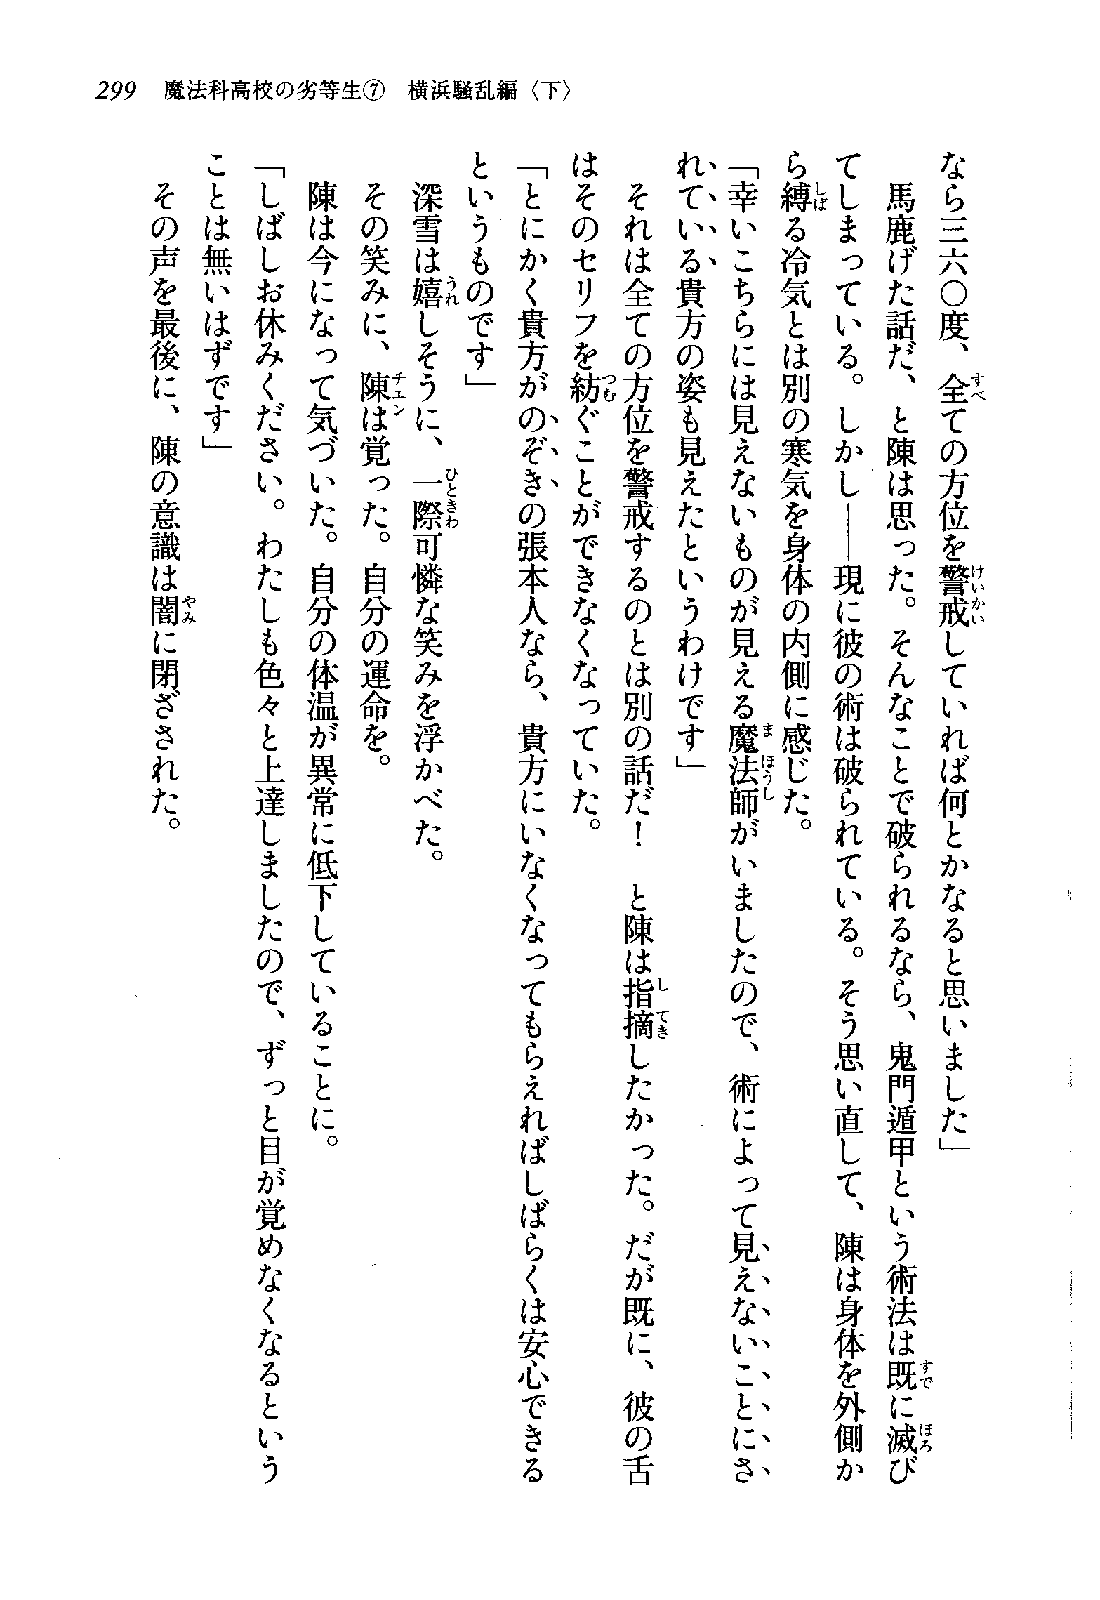 299　魔法科高校の劣等生⑦　横浜騒乱編〈下〉
なら三六〇度、全ての方位を警戒していれば何とかなると思いました」
　馬鹿げた話だ、と陳は思った。そんなことで破られるなら、鬼門遁甲という術法は既に滅び
てしまっている。しかし——現に彼の術は破られている。そう思い直して、陳は身体を外側か
ら縛る冷気とは別の寒気を身体の内側に感じた。
「幸いこちらには見えないものが見える魔法師がいましたので、術によって見えないことにさ
れている貴方の姿も見えたというわけです」
　それは全ての方位を警戒するのとは別の話だ！　と陳は指摘したかった。だが既に、彼の舌
はそのセリフを紡ぐことができなくなっていた。
「とにかく貴方がのぞきの張本人なら、貴方にいなくなってもらえればしばらくは安心できる
というものです」
　深雪は嬉しそうに、一際可憐な笑みを浮かべた。
　その笑みに、陳は覚った。自分の運命を。
　陳は今になって気づいた。自分の体温が異常に低下していることに。
「しばしお休みください。わたしも色々と上達しましたので、ずっと目が覚めなくなるという
ことは無いはずです」
　その声を最後に、陳の意識は闇に閉ざされた。